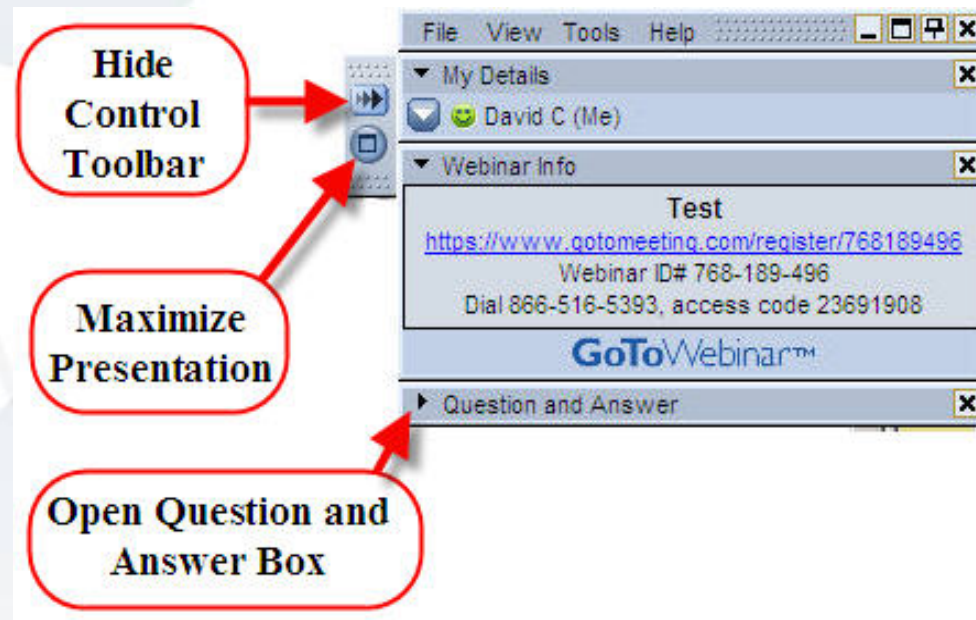 Hide
Control
Toolbar
Maximize
Presentation
Open Question and
Answer Box
File View Tools Help
My Details
David C (Me)
Webinar Info
Test
https://www.gotomeeting.com/register/768189496
Webinar ID# 768-189-496
Dial 866-516-5393, access code 23691908
GoToWebinar™
Question and Answer